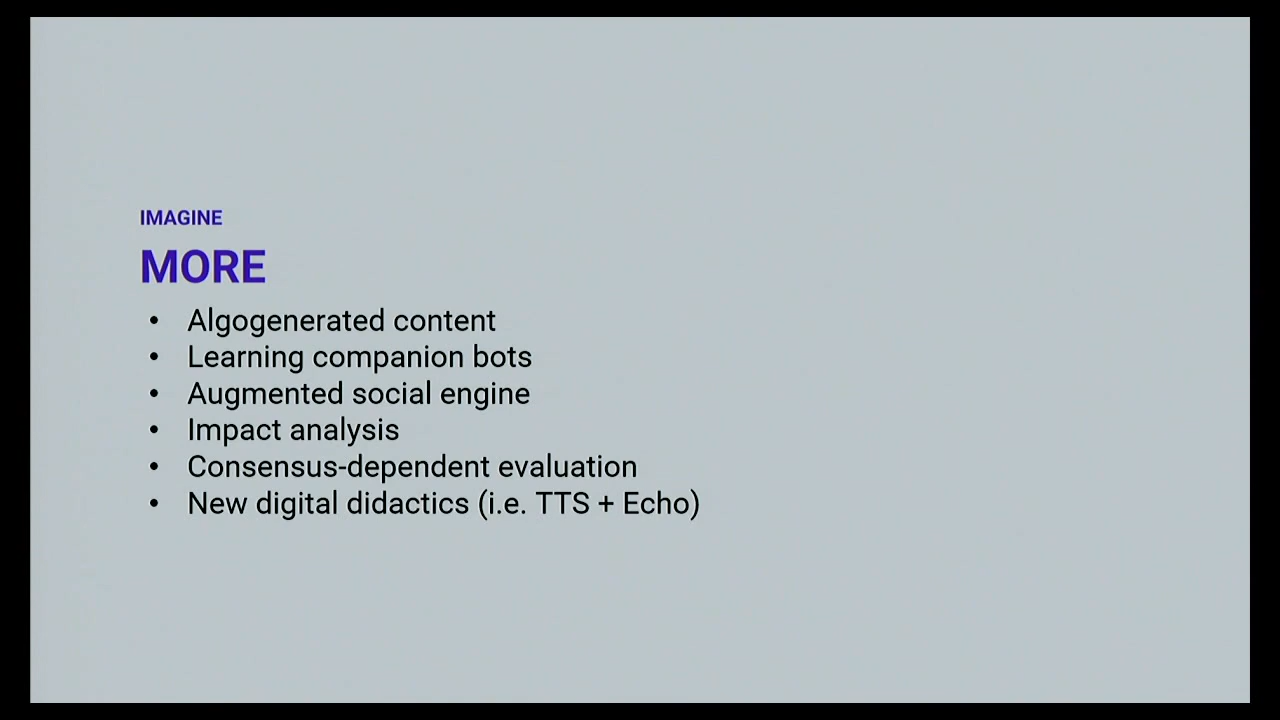 IMAGINE
MORE
• Algogenerated content
• Learning companion bots
• Augmented social engine
• Impact analysis
• Consensus-dependent evaluation
• New digital didactics (i.e. TTS + Echo)